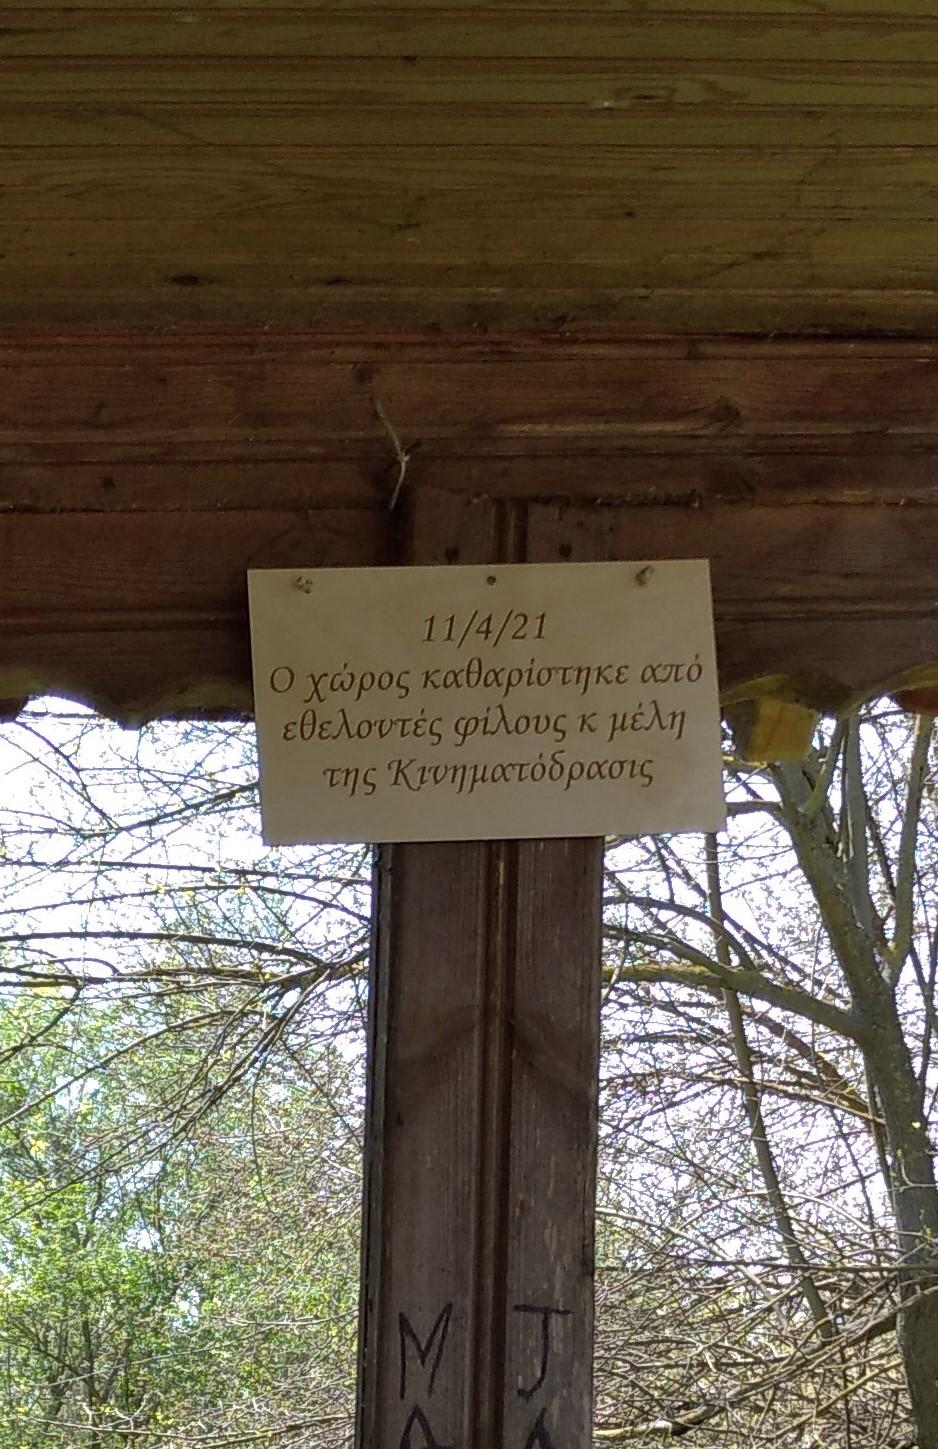 11/4/21
Ο χώρος καθαρίστηκε από
εθελοντές φίλους κ μέλη
της Κινηματόδρασις
M J
A A